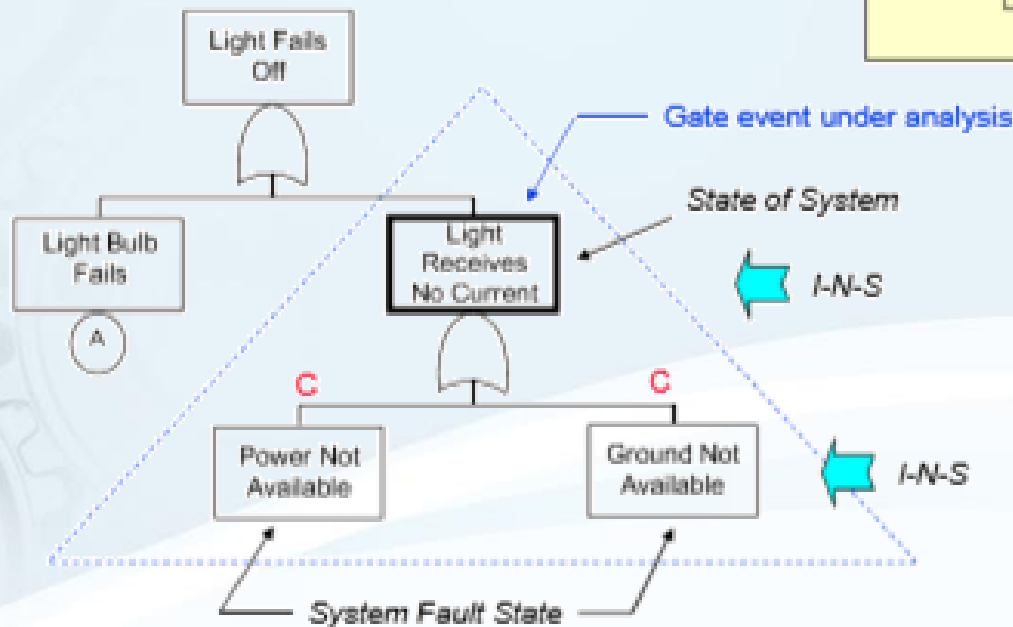 Light Fails
Off
Gate event under analysis
State of System
Light Bulb
Fails
Light
Receives
No Current
I-N-S
A
C
C
Power Not
Available
Ground Not
Available
I-N-S
System Fault State